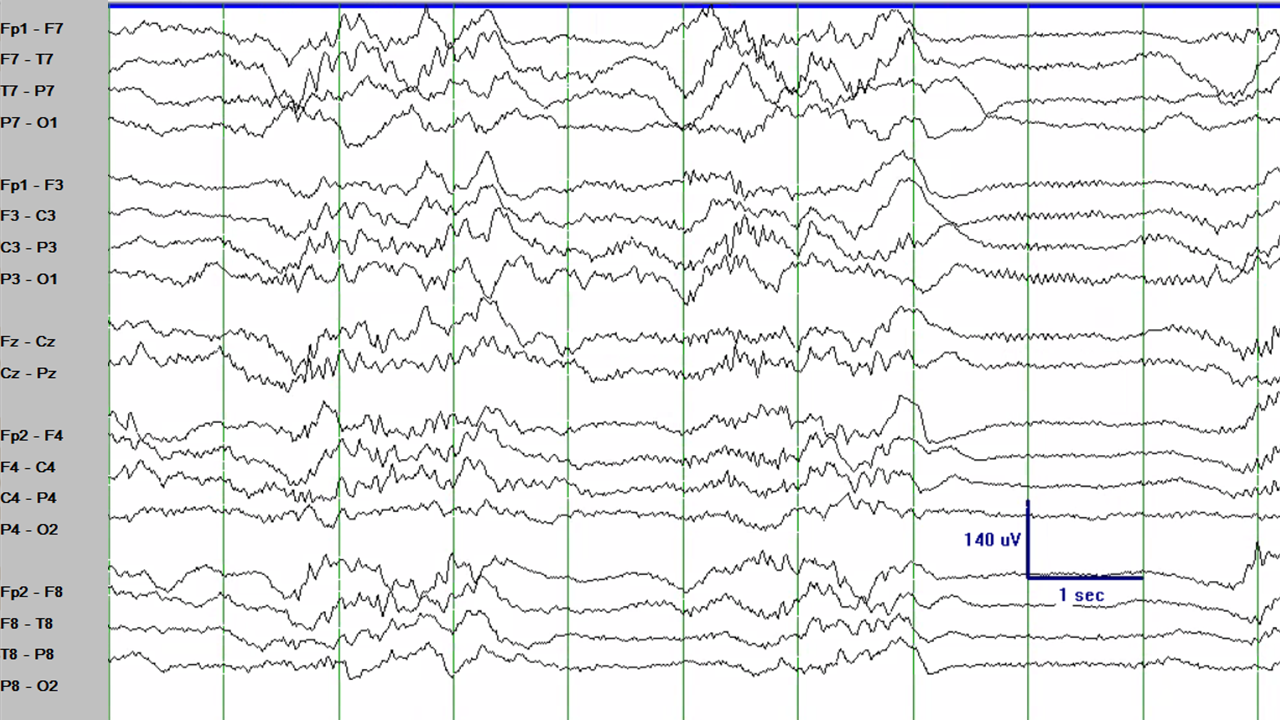 Fp1 - F7
F7 - T7
T7 - P7
P7 - O1
Fp1 - F3
F3 - C3
C3 - P3
P3 - O1
Fz - Cz
Cz - Pz
Fp2 - F4
F4 - C4
C4 - P4
P4 - O2
Fp2 - F8
F8 - T8
T8 - P8
P8 - O2
140 uV
1 sec